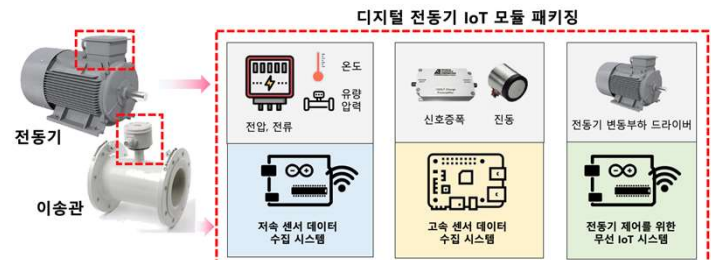 디지털 전동기 IoT 모듈 패키징
전동기
이송관
온도
유량
압력
전압, 전류
신호증폭
진동
전동기 변동부하 드라이버
저속 센서 데이터
수집 시스템
고속 센서 데이터
수집 시스템
전동기 제어를 위한
무선 IoT 시스템